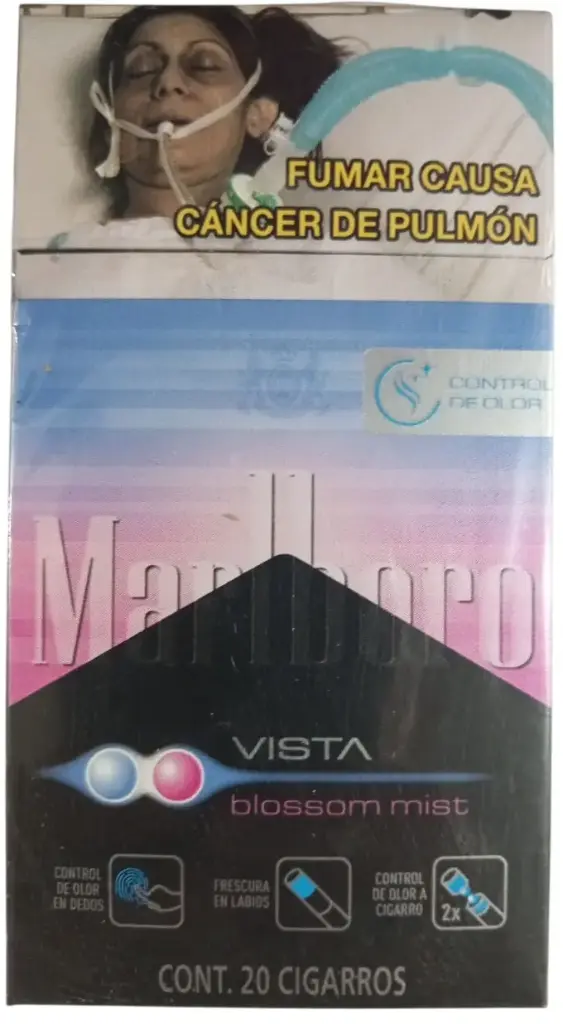 FUMAR CAUSA
CÁNCER DE PULMÓN
CONTROL
DE OLOR
Marlboro
VISTA
blossom mist
CONTROL
DE OLOR
EN DEDOS
FRESCURA
EN LABIOS
CONTROL
DE OLOR A
CIGARRO
2x
CONT. 20 CIGARROS